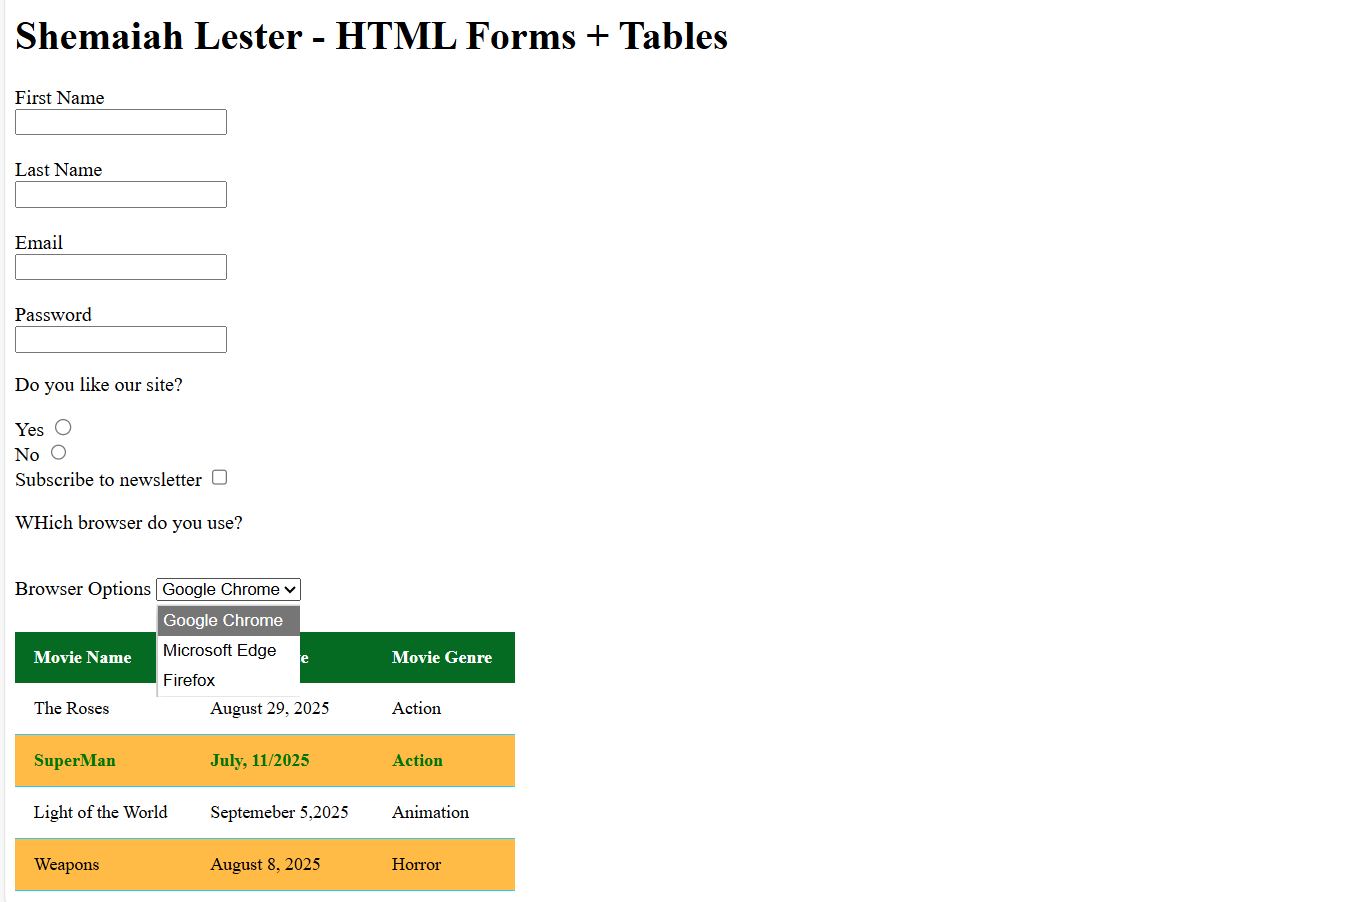 Shemaiah Lester - HTML Forms + Tables
First Name
Last Name
Email
Password
Do you like our site?
Yes
No
Subscribe to newsletter
WHich browser do you use?
Browser Options Google Chrome
Google Chrome
Microsoft Edge
Firefox
Movie Name Movie Genre
The Roses August 29, 2025 Action
SuperMan July, 11/2025 Action
Light of the World Septemeber 5,2025 Animation
Weapons August 8, 2025 Horror